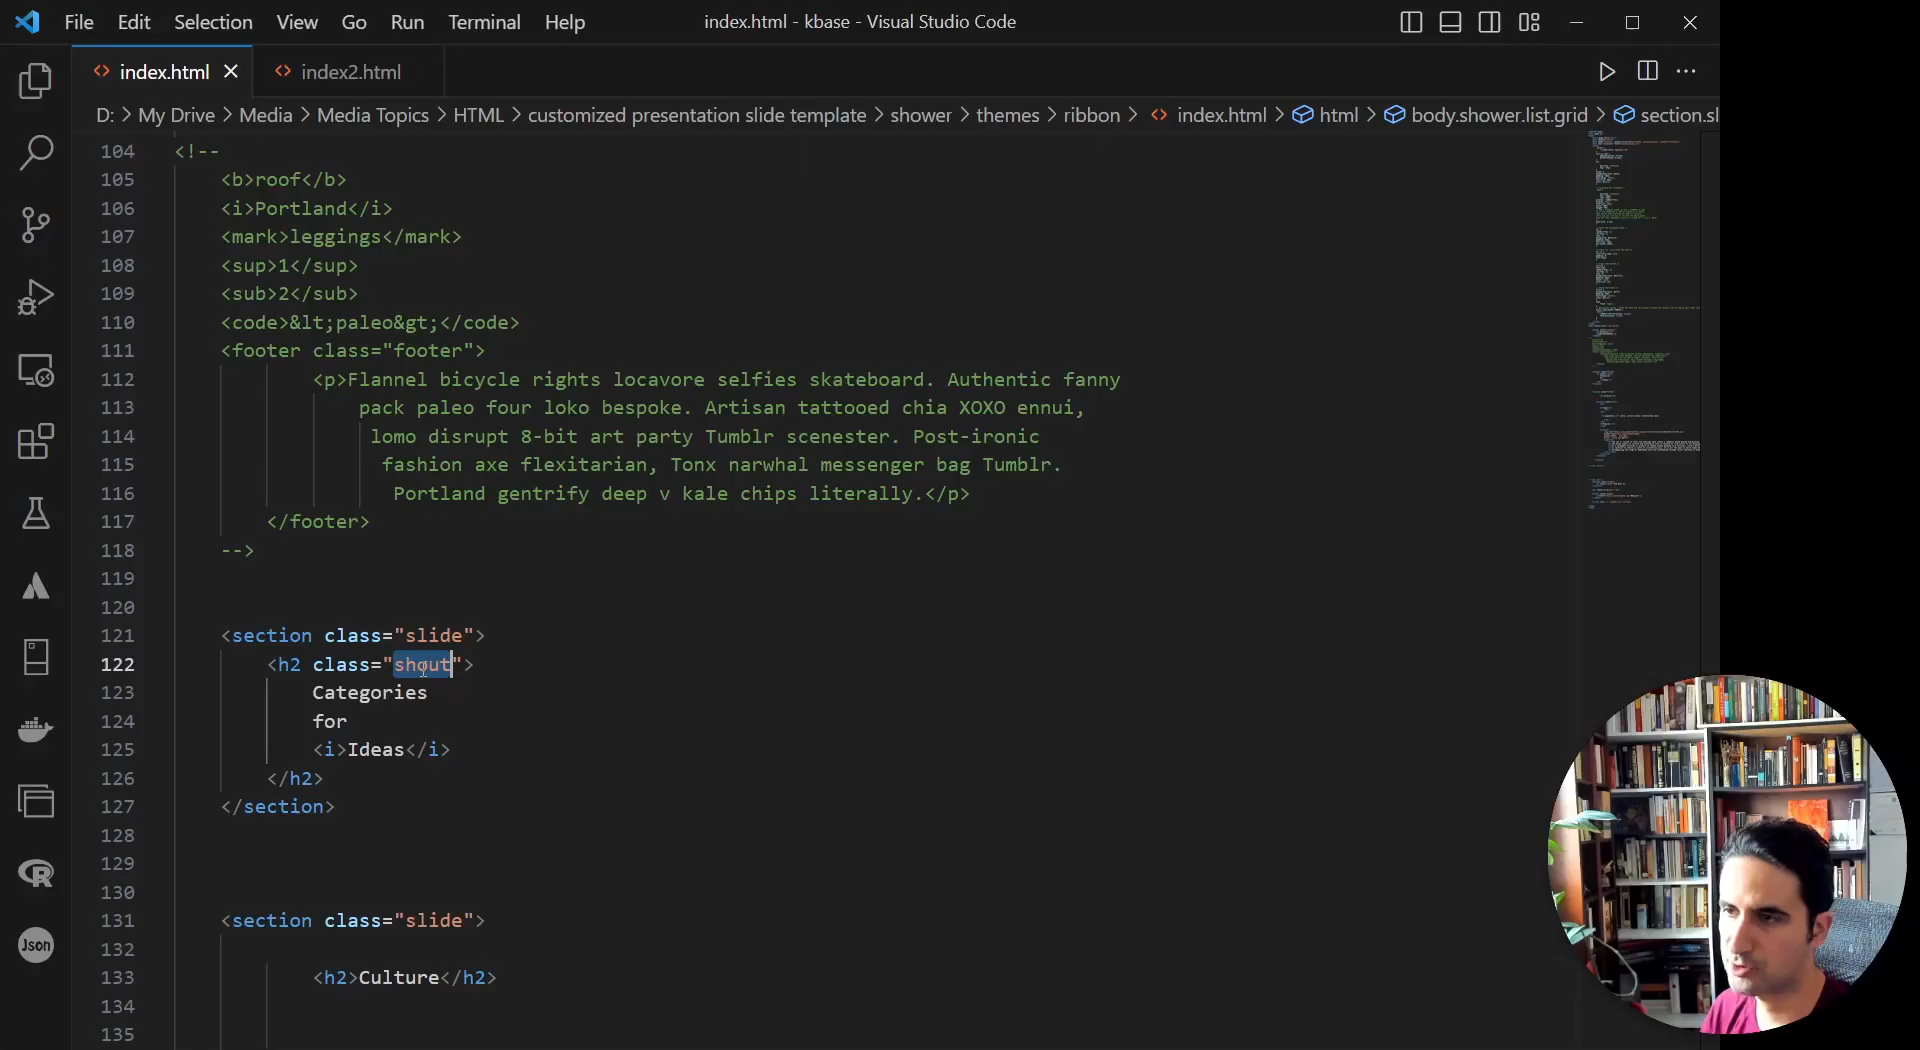 File Edit Selection View Go Run Terminal Help index.html - kbase - Visual Studio Code
index.html index2.html
D: > My Drive > Media > Media Topics > HTML > customized presentation slide template > shower > themes > ribbon > index.html > html > body.shower.list.grid > section.sl
104 <!--
105 <b>roof</b>
106 <i>Portland</i>
107 <mark>leggings</mark>
108 <sup>1</sup>
109 <sub>2</sub>
110 <code>&lt;paleo&gt;</code>
111 <footer class="footer">
112 <p>Flannel bicycle rights locavore selfies skateboard. Authentic fanny
113 pack paleo four loko bespoke. Artisan tattooed chia XOXO ennui,
114 lomo disrupt 8-bit art party Tumblr scenester. Post-ironic
115 fashion axe flexitarian, Tonx narwhal messenger bag Tumblr.
116 Portland gentrify deep v kale chips literally.</p>
117 </footer>
118 -->
119
120
121 <section class="slide">
122 <h2 class="shout">
123 Categories
124 for
125 <i>Ideas</i>
126 </h2>
127 </section>
128
129
130
131 <section class="slide">
132
133 <h2>Culture</h2>
134
135
R
Json